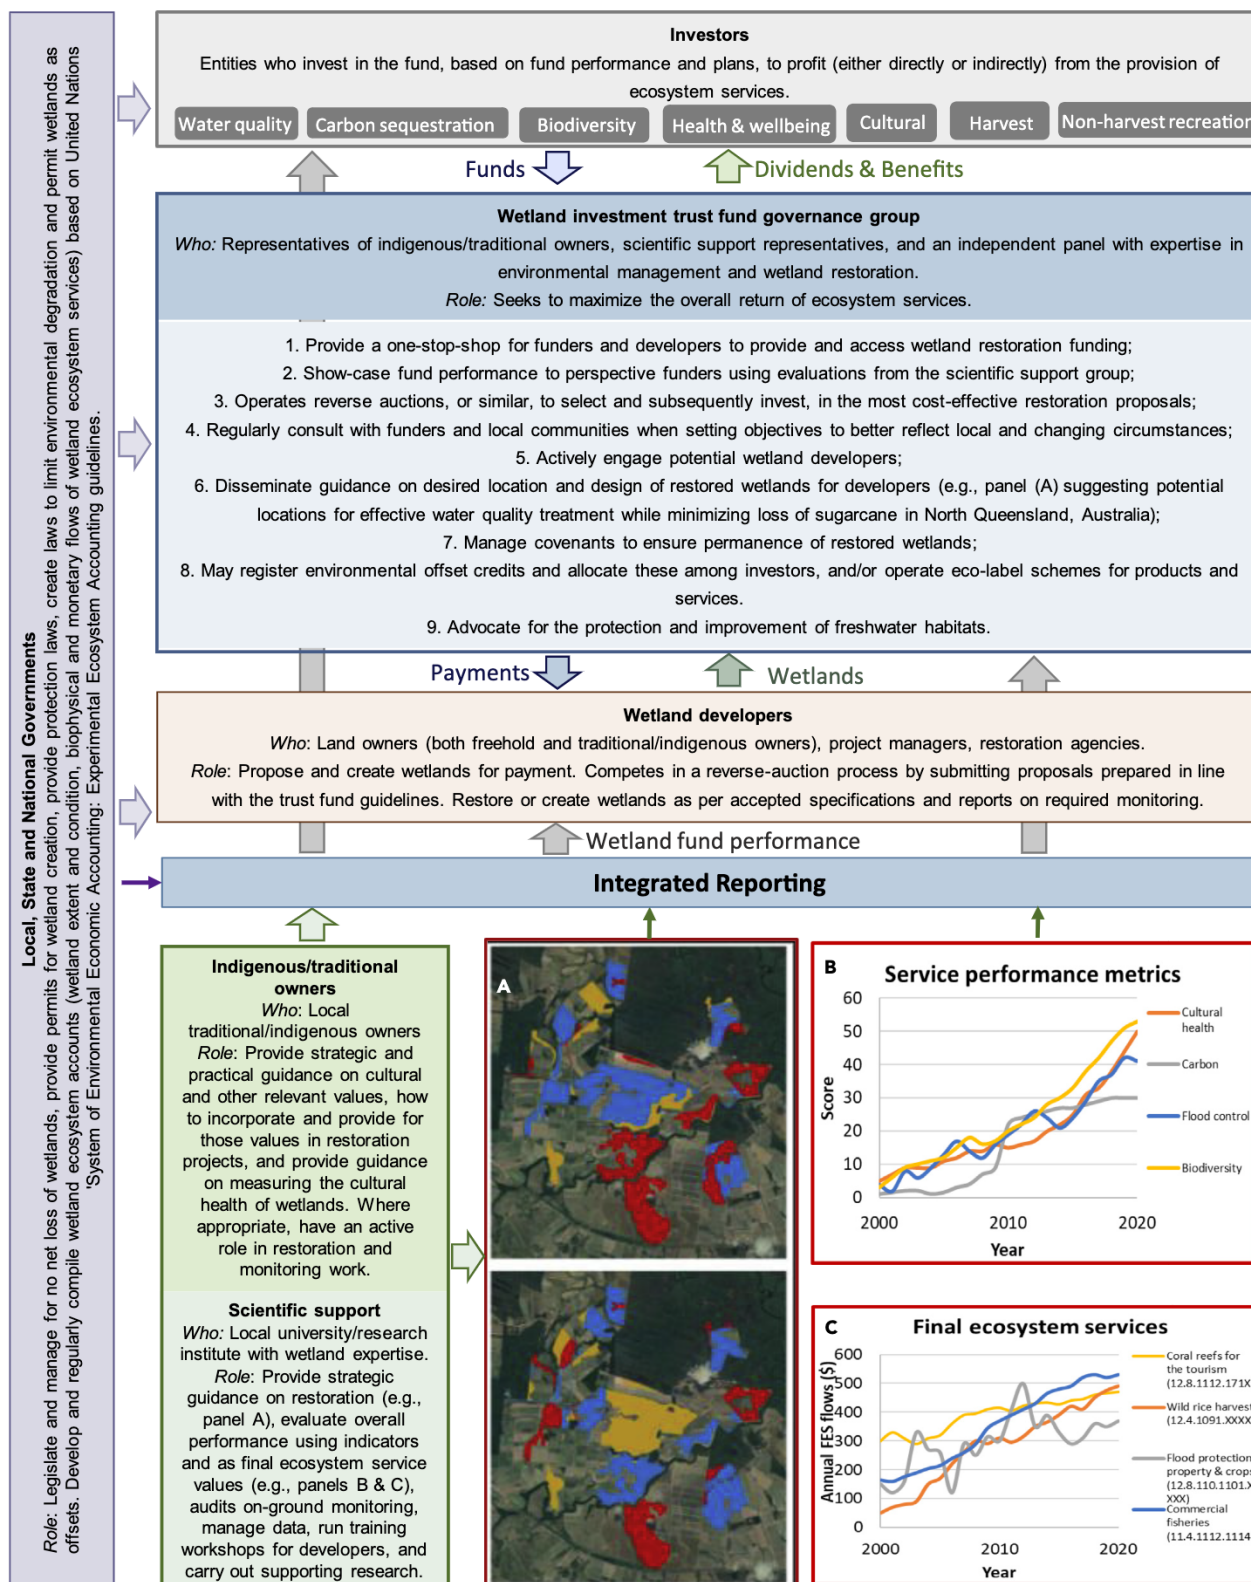 Local, State and National Governments
Role: Legislate and manage for no net loss of wetlands, provide permits for wetland creation, provide protection laws, create laws to limit environmental degradation and permit wetlands as
offsets. Develop and regularly compile wetland ecosystem accounts (wetland extent and condition, biophysical and monetary flows of wetland ecosystem services) based on United Nations
'System of Environmental Economic Accounting: Experimental Ecosystem Accounting guidelines.
Investors
Entities who invest in the fund, based on fund performance and plans, to profit (either directly or indirectly) from the provision of
ecosystem services.
Water quality Carbon sequestration Biodiversity Health & wellbeing Cultural Harvest Non-harvest recreation
Funds Dividends & Benefits
Wetland investment trust fund governance group
Who: Representatives of indigenous/traditional owners, scientific support representatives, and an independent panel with expertise in
environmental management and wetland restoration.
Role: Seeks to maximize the overall return of ecosystem services.
1. Provide a one-stop-shop for funders and developers to provide and access wetland restoration funding;
2. Show-case fund performance to perspective funders using evaluations from the scientific support group;
3. Operates reverse auctions, or similar, to select and subsequently invest, in the most cost-effective restoration proposals;
4. Regularly consult with funders and local communities when setting objectives to better reflect local and changing circumstances;
5. Actively engage potential wetland developers;
6. Disseminate guidance on desired location and design of restored wetlands for developers (e.g., panel (A) suggesting potential
locations for effective water quality treatment while minimizing loss of sugarcane in North Queensland, Australia);
7. Manage covenants to ensure permanence of restored wetlands;
8. May register environmental offset credits and allocate these among investors, and/or operate eco-label schemes for products and
services.
9. Advocate for the protection and improvement of freshwater habitats.
Payments Wetlands
Wetland developers
Who: Land owners (both freehold and traditional/indigenous owners), project managers, restoration agencies.
Role: Propose and create wetlands for payment. Competes in a reverse-auction process by submitting proposals prepared in line
with the trust fund guidelines. Restore or create wetlands as per accepted specifications and reports on required monitoring.
Wetland fund performance
Integrated Reporting
Indigenous/traditional
owners
Who: Local
traditional/indigenous owners
Role: Provide strategic and
practical guidance on cultural
and other relevant values, how
to incorporate and provide for
those values in restoration
projects, and provide guidance
on measuring the cultural
health of wetlands. Where
appropriate, have an active
role in restoration and
monitoring work.
Scientific support
Who: Local university/research
institute with wetland expertise.
Role: Provide strategic
guidance on restoration (e.g.,
panel A), evaluate overall
performance using indicators
and as final ecosystem service
values (e.g., panels B & C),
audits on-ground monitoring,
manage data, run training
workshops for developers, and
carry out supporting research.
A
B
Service performance metrics
Score
60
50
40
30
20
10
0
2000 2010 2020
Year
Cultural
health
Carbon
Flood control
Biodiversity
C
Final ecosystem services
Annual FES flows ($)
600
500
400
300
200
100
0
2000 2010 2020
Year
Coral reefs for
the tourism
(12.8.1112.171X
Wild rice harvest
(12.4.1091.XXXX
Flood protection
property & crops
(12.8.110.1101.X
XXX)
Commercial
fisheries
(11.4.1112.1114